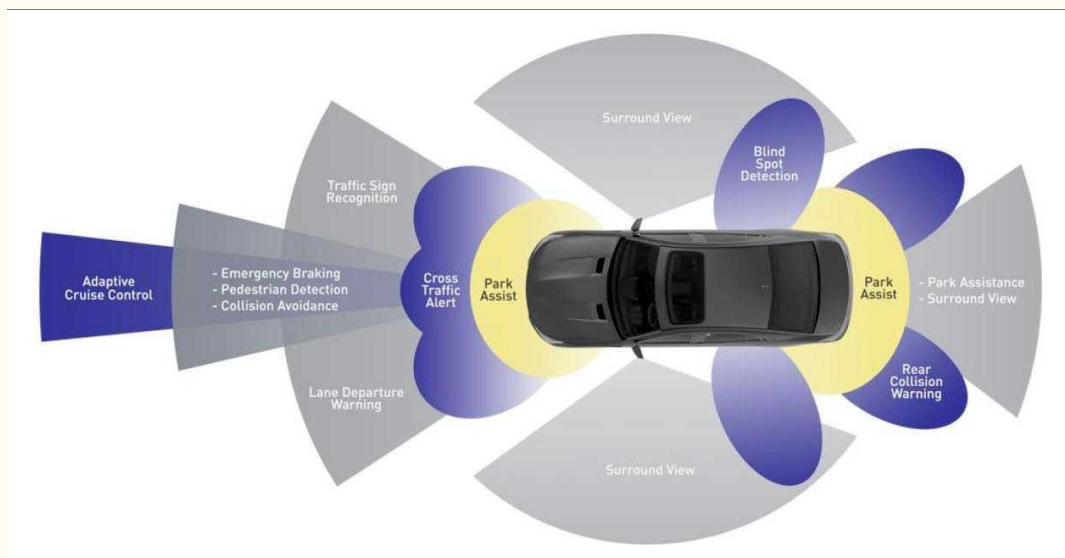 Surround View
Blind
Spot
Detection
Traffic Sign
Recognition
Adaptive
Cruise Control
- Emergency Braking
- Pedestrian Detection
- Collision Avoidance
Cross
Traffic
Alert
Park
Assist
Park
Assist
- Park Assistance
- Surround View
Lane Departure
Warning
Rear
Collision
Warning
Surround View